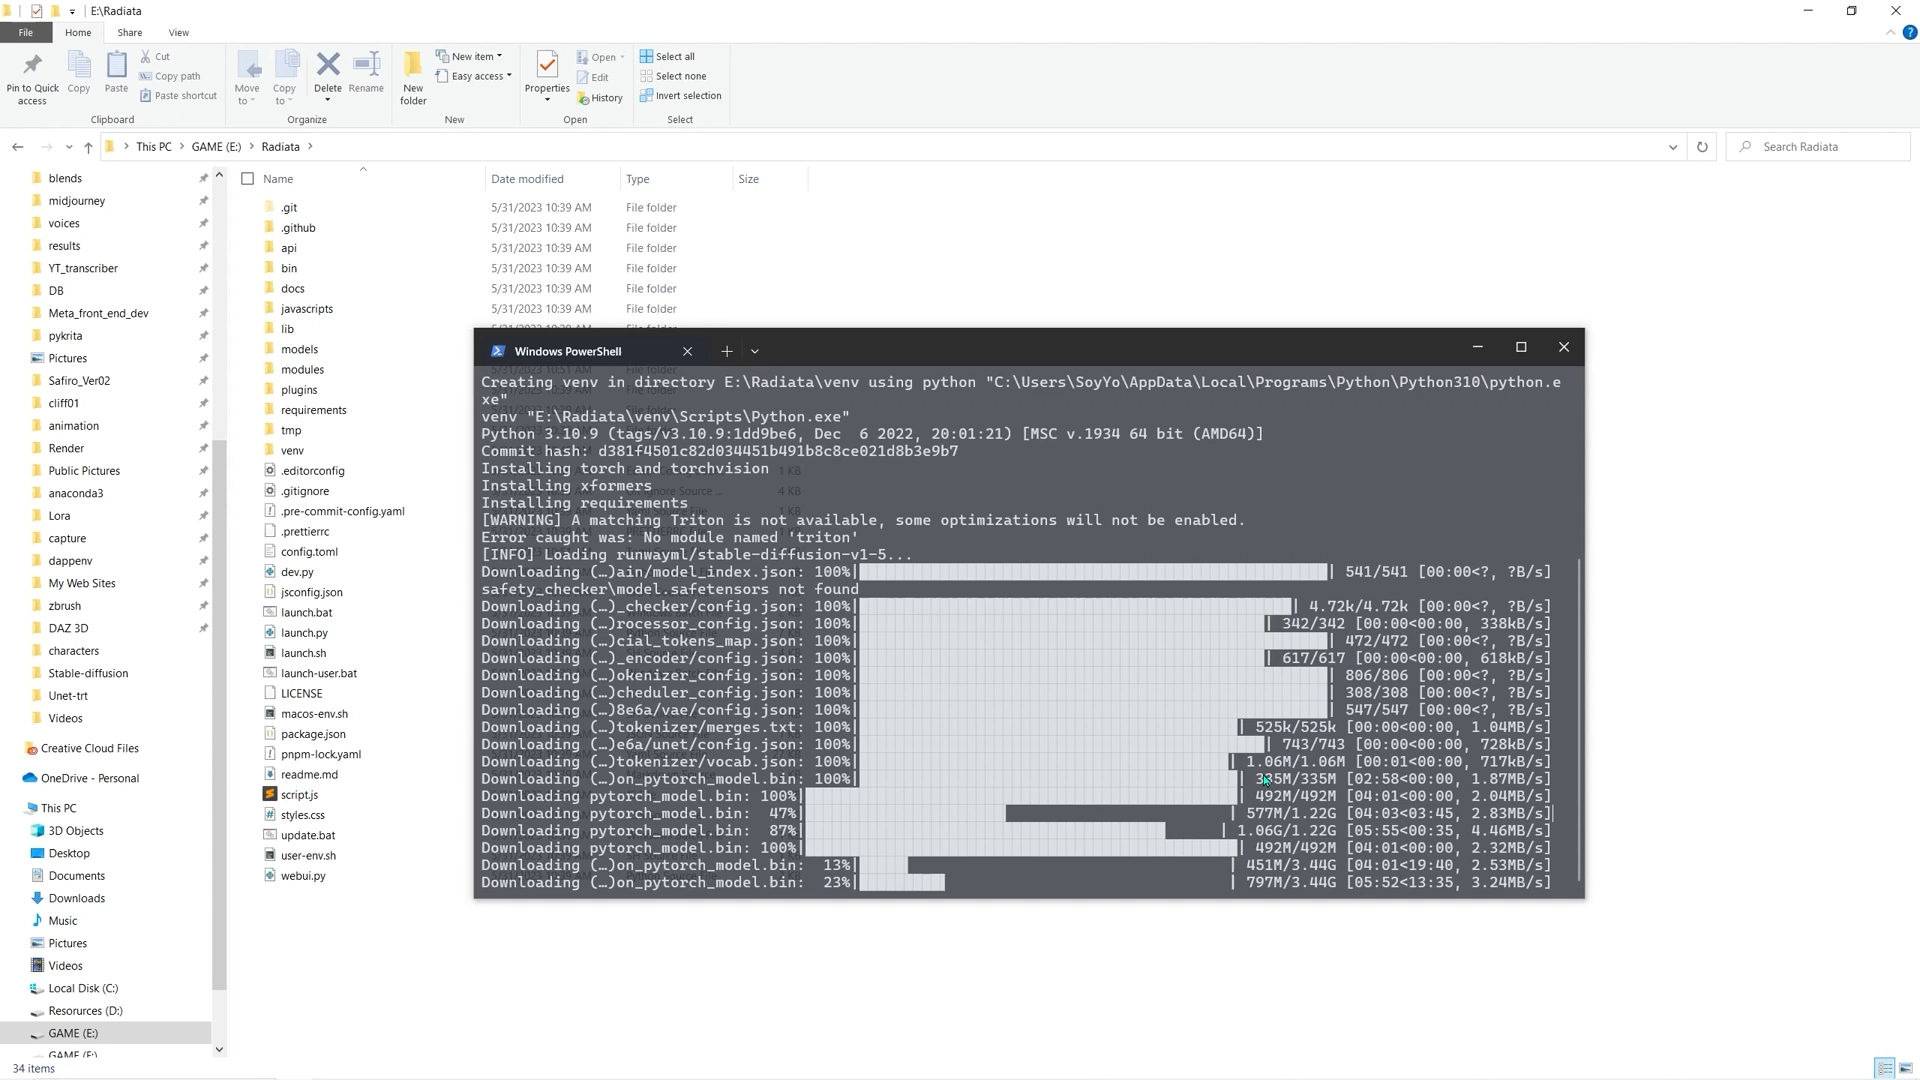 E:\Radiata
File Home Share View
Pin to Quick access
Copy
Paste
Cut
Copy path
Paste shortcut
Clipboard
Move to
Copy to
Delete
Rename
Organize
New folder
New item
Easy access
New
Properties
Open
Edit
History
Open
Select all
Select none
Invert selection
Select
This PC GAME (E:) Radiata
Search Radiata
blends
midjourney
voices
results
YT_transcriber
DB
Meta_front_end_dev
pykrita
Pictures
Safiro_Ver02
cliff01
animation
Render
Public Pictures
anaconda3
Lora
capture
dappenv
My Web Sites
zbrush
DAZ 3D
characters
Stable-diffusion
Unet-trt
Videos
Creative Cloud Files
OneDrive - Personal
This PC
3D Objects
Desktop
Documents
Downloads
Music
Pictures
Videos
Local Disk (C:)
Resorurces (D:)
GAME (E:)
GAME (E:)
34 items
Name Date modified Type Size
.git 5/31/2023 10:39 AM File folder
.github 5/31/2023 10:39 AM File folder
api 5/31/2023 10:39 AM File folder
bin 5/31/2023 10:39 AM File folder
docs 5/31/2023 10:39 AM File folder
javascripts 5/31/2023 10:39 AM File folder
lib
models
modules
plugins
requirements
tmp
venv
.editorconfig
.gitignore
.pre-commit-config.yaml
.prettierrc
config.toml
dev.py
jsconfig.json
launch.bat
launch.py
launch.sh
launch-user.bat
LICENSE
macos-env.sh
package.json
pnpm-lock.yaml
readme.md
script.js
styles.css
update.bat
user-env.sh
webui.py
Windows PowerShell
Creating venv in directory E:\Radiata\venv using python "C:\Users\SoyYo\AppData\Local\Programs\Python\Python310\python.e
xe"
venv "E:\Radiata\venv\Scripts\Python.exe"
Python 3.10.9 (tags/v3.10.9:1dd9be6, Dec  6 2022, 20:01:21) [MSC v.1934 64 bit (AMD64)]
Commit hash: d381f4501c82d034451b491b8c8ce021d8b3e9b7
Installing torch and torchvision
Installing xformers
Installing requirements
[WARNING] A matching Triton is not available, some optimizations will not be enabled.
Error caught was: No module named 'triton'
[INFO] Loading runwayml/stable-diffusion-v1-5...
Downloading (…)ain/model_index.json: 100%| | 541/541 [00:00<?, ?B/s]
safety_checker\model.safetensors not found
Downloading (…)_checker/config.json: 100%| | 4.72k/4.72k [00:00<?, ?B/s]
Downloading (…)rocessor_config.json: 100%| | 342/342 [00:00<00:00, 338kB/s]
Downloading (…)cial_tokens_map.json: 100%| | 472/472 [00:00<?, ?B/s]
Downloading (…)_encoder/config.json: 100%| | 617/617 [00:00<00:00, 618kB/s]
Downloading (…)okenizer_config.json: 100%| | 806/806 [00:00<?, ?B/s]
Downloading (…)cheduler_config.json: 100%| | 308/308 [00:00<?, ?B/s]
Downloading (…)8e6a/vae/config.json: 100%| | 547/547 [00:00<?, ?B/s]
Downloading (…)tokenizer/merges.txt: 100%| | 525k/525k [00:00<00:00, 1.04MB/s]
Downloading (…)e6a/unet/config.json: 100%| | 743/743 [00:00<00:00, 728kB/s]
Downloading (…)tokenizer/vocab.json: 100%| | 1.06M/1.06M [00:01<00:00, 717kB/s]
Downloading (…)on_pytorch_model.bin: 100%| | 335M/335M [02:58<00:00, 1.87MB/s]
Downloading pytorch_model.bin: 100%| | 492M/492M [04:01<00:00, 2.04MB/s]
Downloading pytorch_model.bin:  47%| | 577M/1.22G [04:03<03:45, 2.83MB/s]
Downloading pytorch_model.bin:  87%| | 1.06G/1.22G [05:55<00:35, 4.46MB/s]
Downloading pytorch_model.bin: 100%| | 492M/492M [04:01<00:00, 2.32MB/s]
Downloading (…)on_pytorch_model.bin:  13%| | 451M/3.44G [04:01<19:40, 2.53MB/s]
Downloading (…)on_pytorch_model.bin:  23%| | 797M/3.44G [05:52<13:35, 3.24MB/s]